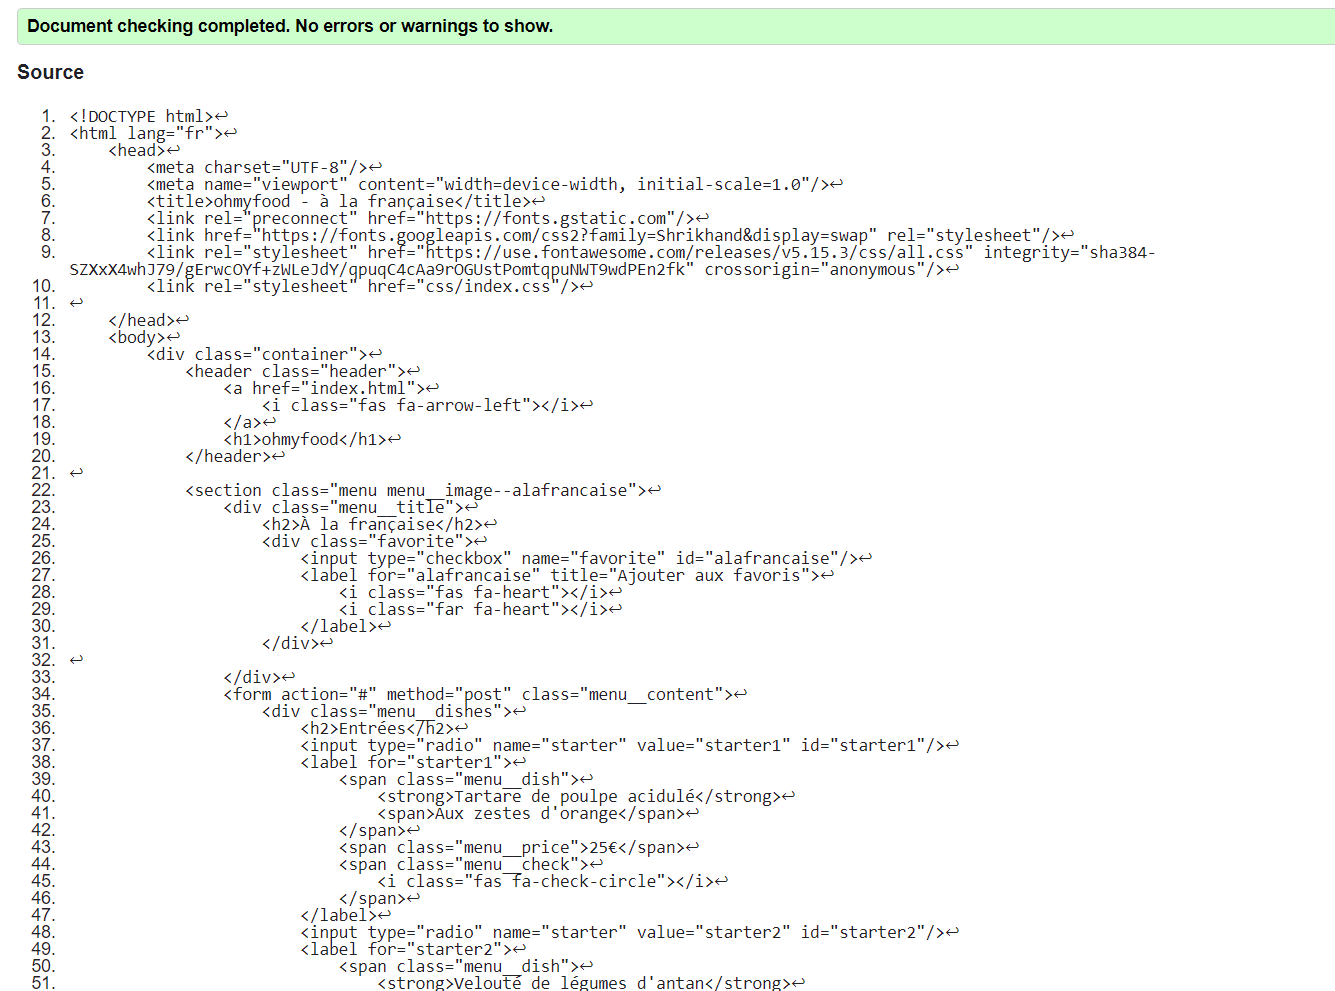 Document checking completed. No errors or warnings to show.
Source
1. <!DOCTYPE html>↩
2. <html lang="fr">↩
3.     <head>↩
4.         <meta charset="UTF-8"/>↩
5.         <meta name="viewport" content="width=device-width, initial-scale=1.0"/>↩
6.         <title>ohmyfood - à la française</title>↩
7.         <link rel="preconnect" href="https://fonts.gstatic.com"/>↩
8.         <link href="https://fonts.googleapis.com/css2?family=Shrikhand&display=swap" rel="stylesheet"/>↩
9.         <link rel="stylesheet" href="https://use.fontawesome.com/releases/v5.15.3/css/all.css" integrity="sha384-
SZXxX4whJ79/gErwcOYf+zWLeJdY/qpuqC4cAa9rOGUstPomtqpuNWT9wdPEn2fk" crossorigin="anonymous"/>↩
10.         <link rel="stylesheet" href="css/index.css"/>↩
11. ↩
12.     </head>↩
13.     <body>↩
14.         <div class="container">↩
15.             <header class="header">↩
16.                 <a href="index.html">↩
17.                     <i class="fas fa-arrow-left"></i>↩
18.                 </a>↩
19.                 <h1>ohmyfood</h1>↩
20.             </header>↩
21. ↩
22.             <section class="menu menu__image--alafrancaise">↩
23.                 <div class="menu__title">↩
24.                     <h2>À la française</h2>↩
25.                     <div class="favorite">↩
26.                         <input type="checkbox" name="favorite" id="alafrancaise"/>↩
27.                         <label for="alafrancaise" title="Ajouter aux favoris">↩
28.                             <i class="fas fa-heart"></i>↩
29.                             <i class="far fa-heart"></i>↩
30.                         </label>↩
31.                     </div>↩
32. ↩
33.                 </div>↩
34.                 <form action="#" method="post" class="menu__content">↩
35.                     <div class="menu__dishes">↩
36.                         <h2>Entrées</h2>↩
37.                         <input type="radio" name="starter" value="starter1" id="starter1"/>↩
38.                         <label for="starter1">↩
39.                             <span class="menu__dish">↩
40.                                 <strong>Tartare de poulpe acidulé</strong>↩
41.                                 <span>Aux zestes d'orange</span>↩
42.                             </span>↩
43.                             <span class="menu__price">25€</span>↩
44.                             <span class="menu__check">↩
45.                                 <i class="fas fa-check-circle"></i>↩
46.                             </span>↩
47.                         </label>↩
48.                         <input type="radio" name="starter" value="starter2" id="starter2"/>↩
49.                         <label for="starter2">↩
50.                             <span class="menu__dish">↩
51.                                 <strong>Velouté de légumes d'antan</strong>↩